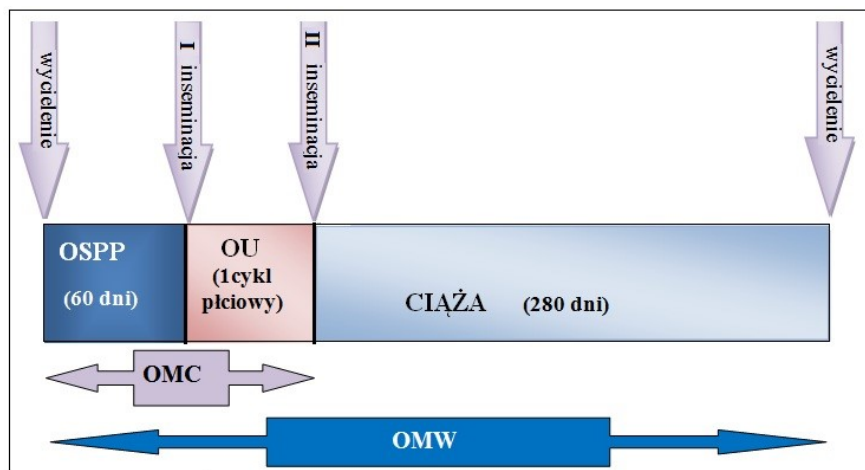 wycielenie
I inseminacja
II inseminacja
wycielenie
OSPP
(60 dni)
OU
(1cykl
płciowy)
CIĄŻA (280 dni)
OMC
OMW